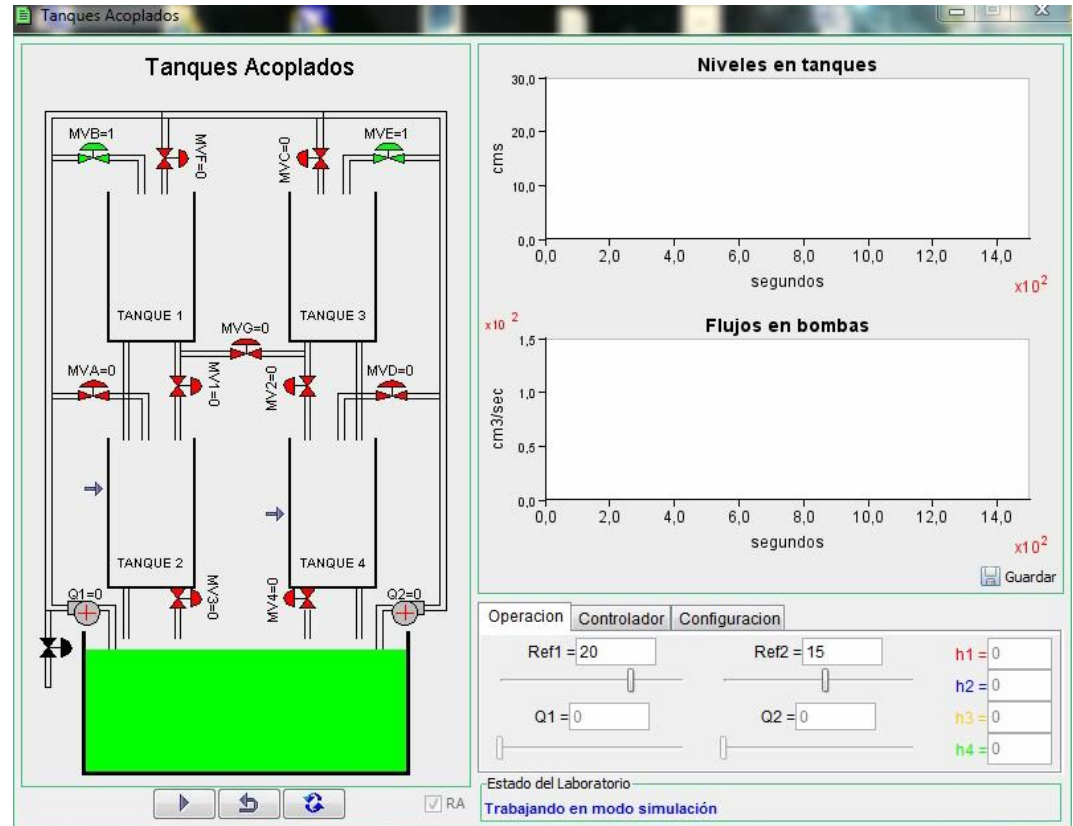 Tanques Acoplados
Tanques Acoplados
MVB=1
MVF=0
MVC=0
MVE=1
TANQUE 1
TANQUE 3
MVG=0
MVA=0
MV1=0
MV2=0
MVD=0
TANQUE 2
TANQUE 4
Q1=0
MV3=0
MV4=0
Q2=0
RA
Niveles en tanques
cms
30,0
20,0
10,0
0,0
0,0 2,0 4,0 6,0 8,0 10,0 12,0 14,0
segundos
x10 2
x10 2
Flujos en bombas
cm3/sec
1,5
1,0
0,5
0,0
0,0 2,0 4,0 6,0 8,0 10,0 12,0 14,0
segundos
x10 2
Guardar
Operacion Controlador Configuracion
Ref1 = 20 Ref2 = 15 h1 = 0
h2 = 0
Q1 = 0 Q2 = 0 h3 = 0
h4 = 0
Estado del Laboratorio
Trabajando en modo simulación